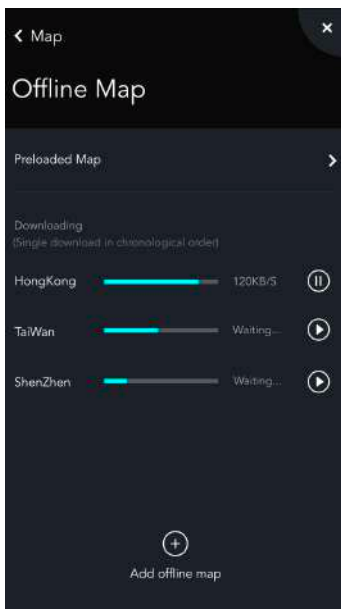 Map
Offline Map
Preloaded Map
Downloading
(Single download in chronological order)
HongKong 120KB/S
TaiWan Waiting...
ShenZhen Waiting...
Add offline map